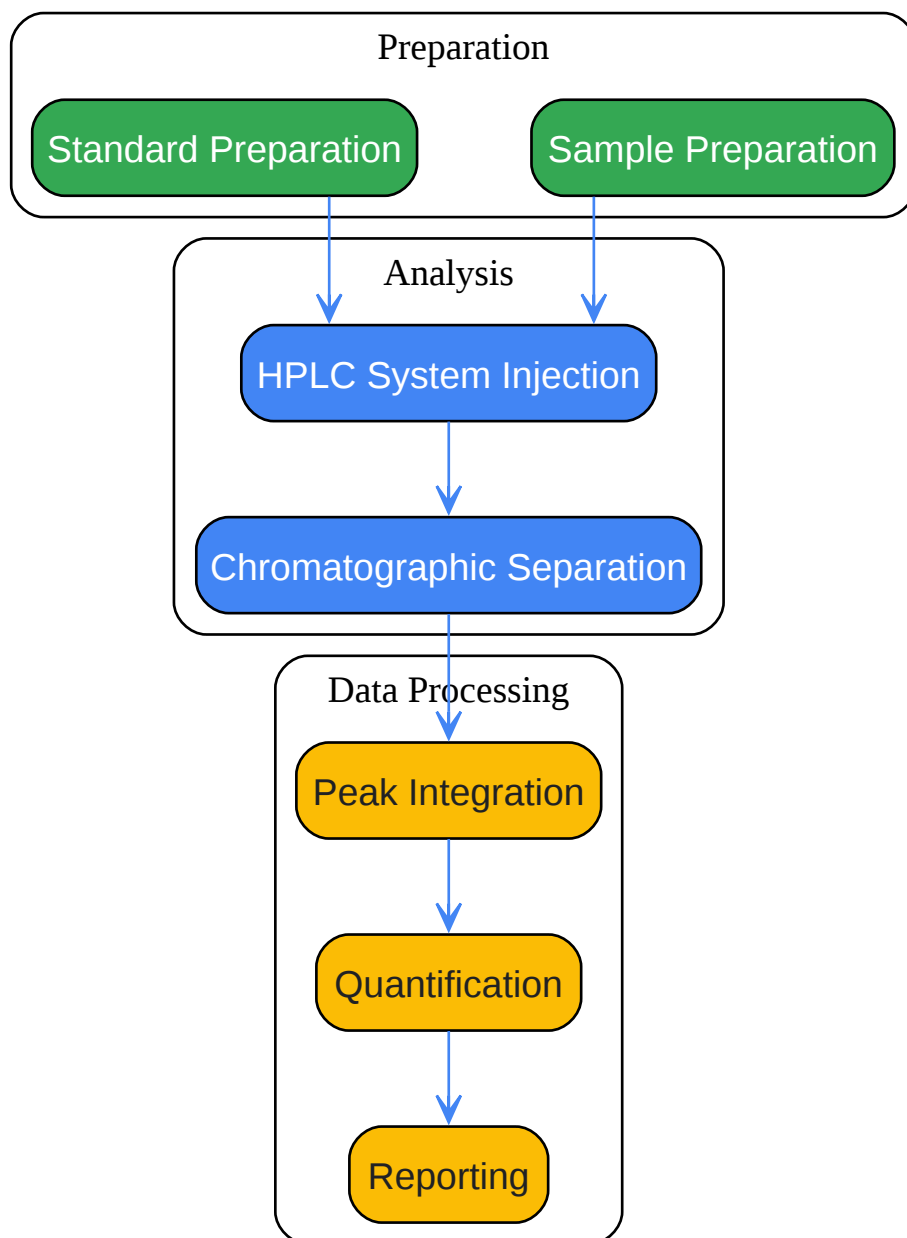 Preparation
Standard Preparation
Sample Preparation
Analysis
HPLC System Injection
Chromatographic Separation
Data Processing
Peak Integration
Quantification
Reporting